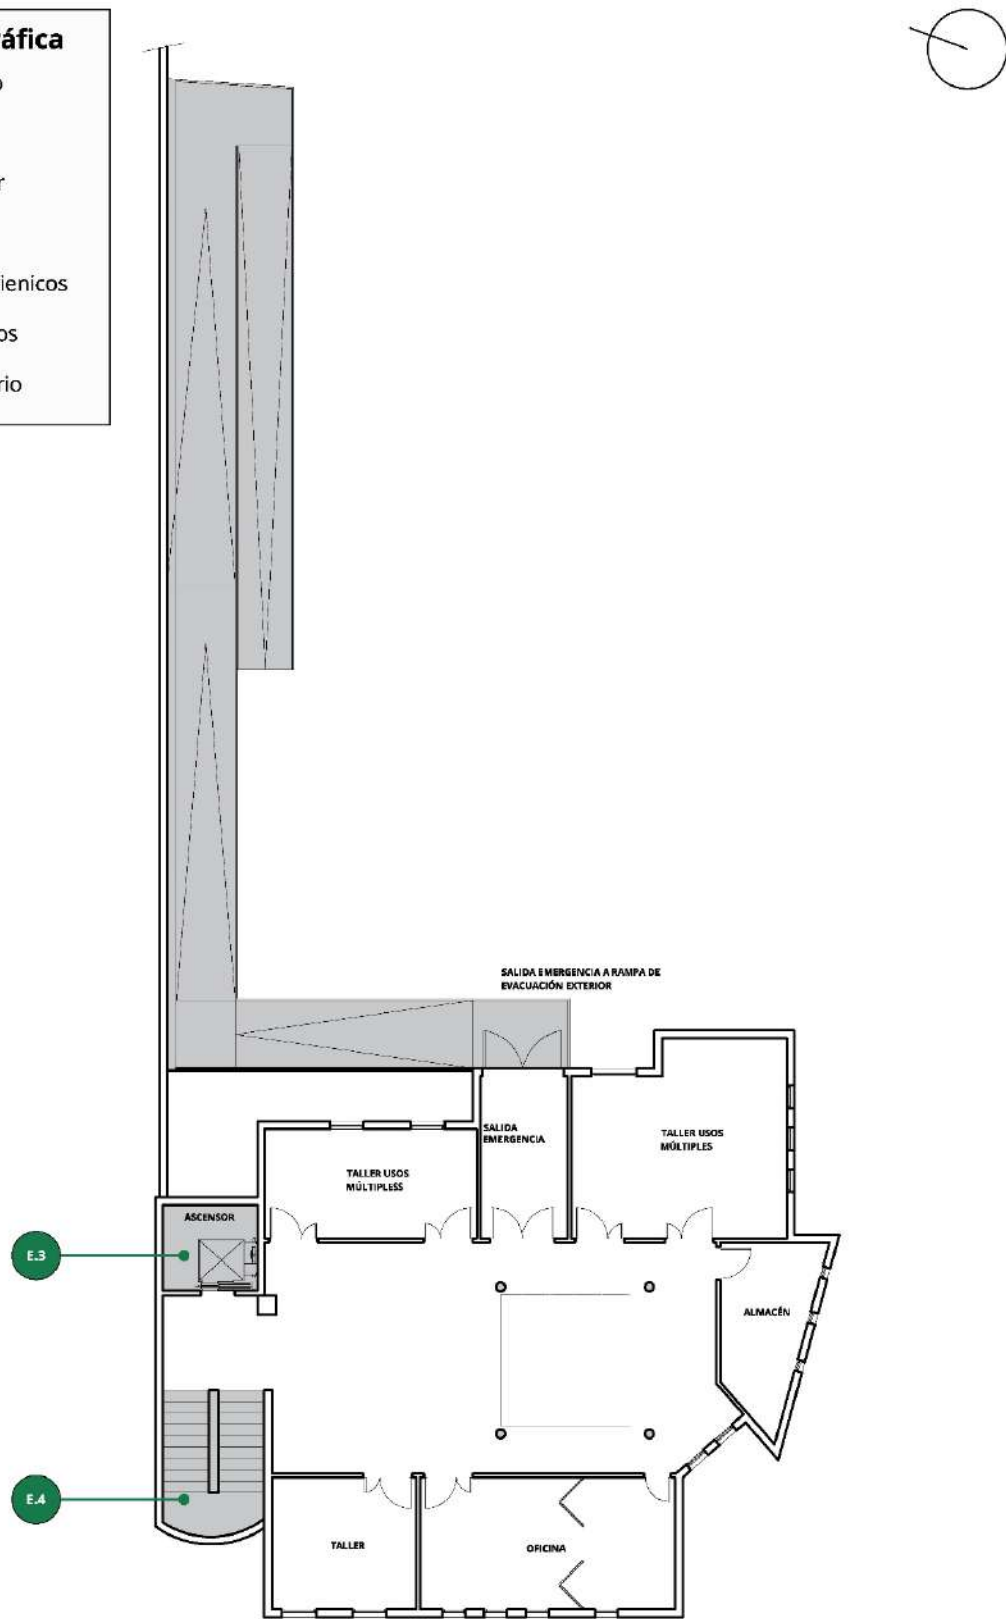 áfica
o
r
ienicos
os
rio
SALIDA EMERGENCIA A RAMPA DE
EVACUACIÓN EXTERIOR
SALIDA
EMERGENCIA
TALLER USOS
MÚLTIPLES
TALLER USOS
MÚLTIPLESS
ASCENSOR
E.3
ALMACÉN
E.4
TALLER
OFICINA